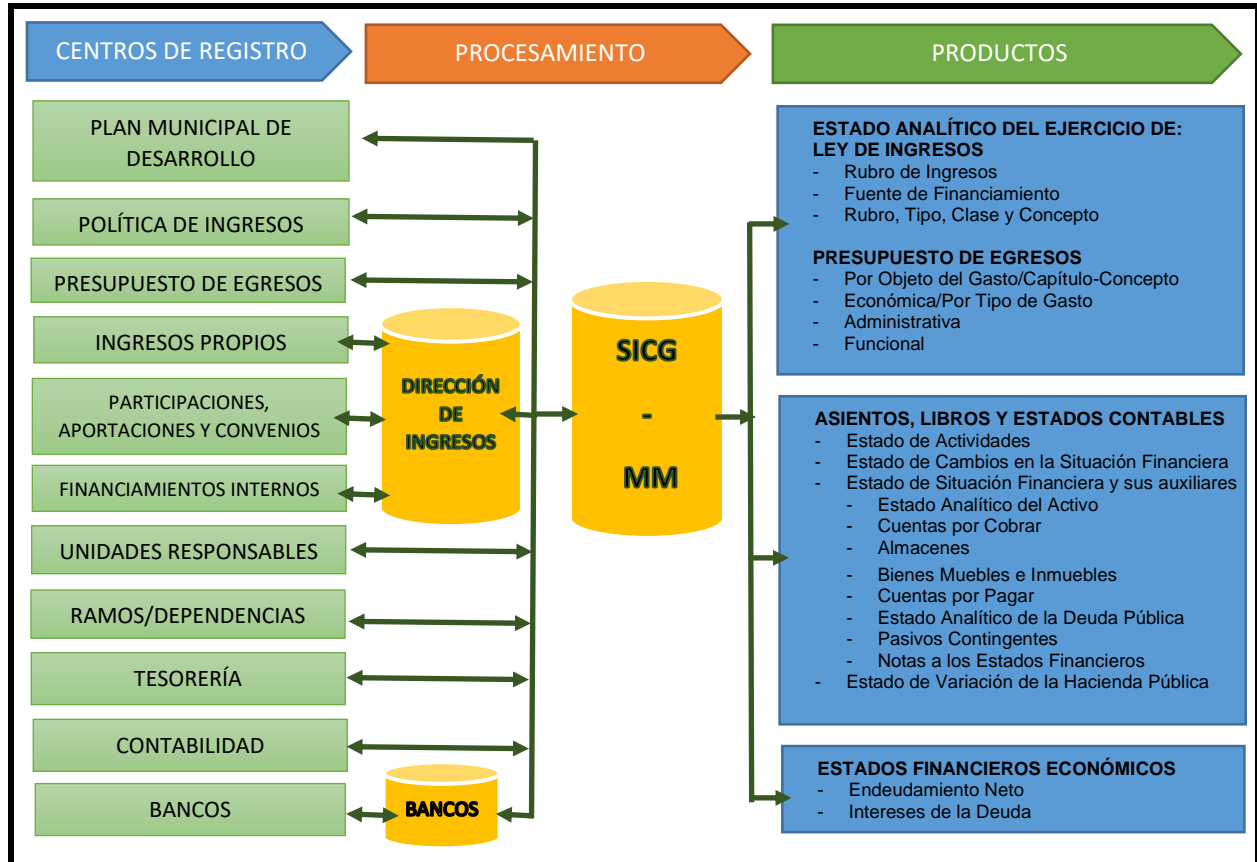 CENTROS DE REGISTRO
PROCESAMIENTO
PRODUCTOS
PLAN MUNICIPAL DE
DESARROLLO
POLÍTICA DE INGRESOS
PRESUPUESTO DE EGRESOS
INGRESOS PROPIOS
PARTICIPACIONES,
APORTACIONES Y CONVENIOS
FINANCIAMIENTOS INTERNOS
UNIDADES RESPONSABLES
RAMOS/DEPENDENCIAS
TESORERÍA
CONTABILIDAD
BANCOS
DIRECCIÓN
DE
INGRESOS
BANCOS
SICG
-
MM
ESTADO ANALÍTICO DEL EJERCICIO DE:
LEY DE INGRESOS
- Rubro de Ingresos
- Fuente de Financiamiento
- Rubro, Tipo, Clase y Concepto
PRESUPUESTO DE EGRESOS
- Por Objeto del Gasto/Capítulo-Concepto
- Económica/Por Tipo de Gasto
- Administrativa
- Funcional
ASIENTOS, LIBROS Y ESTADOS CONTABLES
- Estado de Actividades
- Estado de Cambios en la Situación Financiera
- Estado de Situación Financiera y sus auxiliares
- Estado Analítico del Activo
- Cuentas por Cobrar
- Almacenes
- Bienes Muebles e Inmuebles
- Cuentas por Pagar
- Estado Analítico de la Deuda Pública
- Pasivos Contingentes
- Notas a los Estados Financieros
- Estado de Variación de la Hacienda Pública
ESTADOS FINANCIEROS ECONÓMICOS
- Endeudamiento Neto
- Intereses de la Deuda